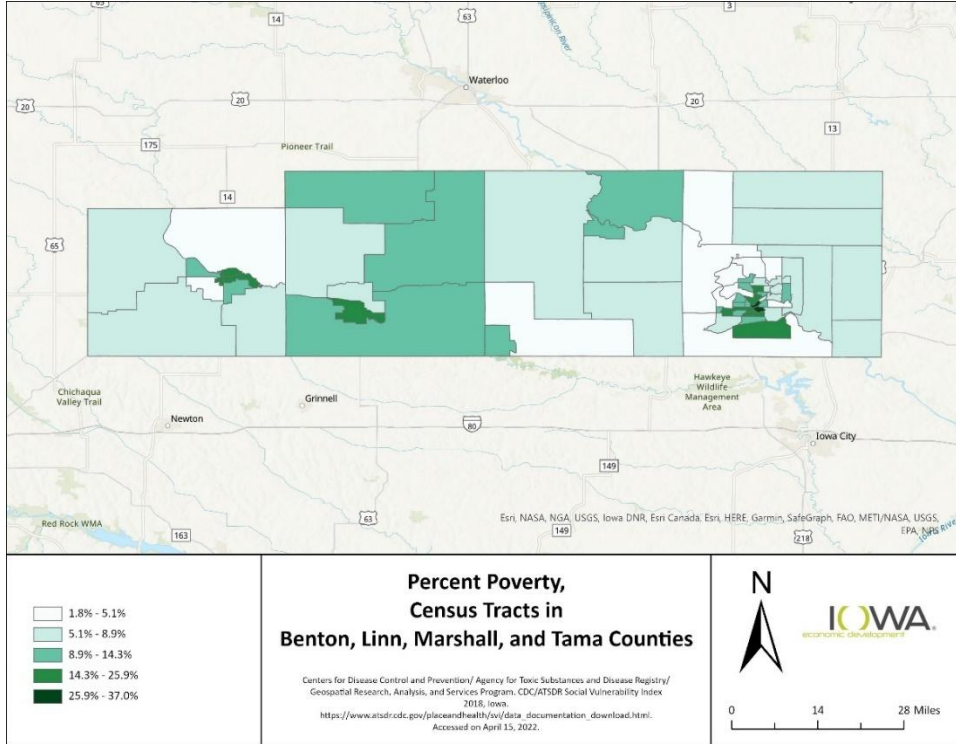 63
14
63
3
Waterloo
20
20
20
13
175
Pioneer Trail
14
65
Chichaqua
Valley Trail
Grinnell
Newton
80
Hawkeye
Wildlife
Management
Area
Iowa City
149
Red Rock WMA
63
163
149
218
Esri, NASA, NGA, USGS, Iowa DNR, Esri Canada, Esri, HERE, Garmin, SafeGraph, FAO, METI/NASA, USGS,
EPA, NPS
1.8% - 5.1%
5.1% - 8.9%
8.9% - 14.3%
14.3% - 25.9%
25.9% - 37.0%
Percent Poverty,
Census Tracts in
Benton, Linn, Marshall, and Tama Counties
Centers for Disease Control and Prevention/ Agency for Toxic Substances and Disease Registry/
Geospatial Research, Analysis, and Services Program. CDC/ATSDR Social Vulnerability Index
2018, Iowa.
https://www.atsdr.cdc.gov/placeandhealth/svi/data_documentation_download.html.
Accessed on April 15, 2022.
N
IOWA
economic development
0 14 28 Miles